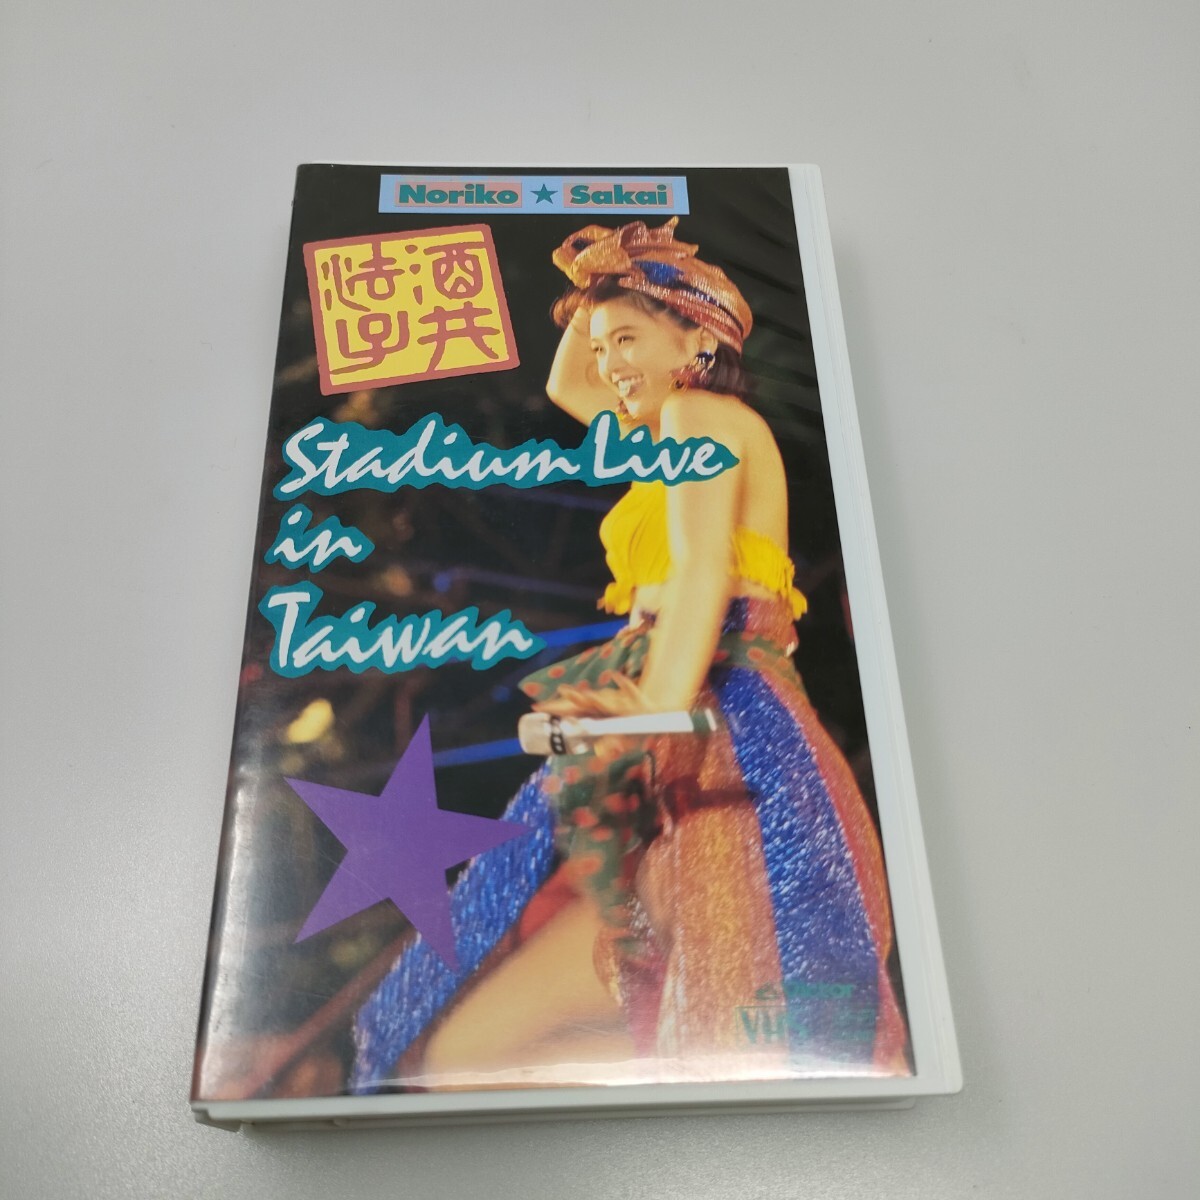 Noriko ★ Sakai
酒井
法子
Stadium Live
in
Taiwan
Victor
VHS